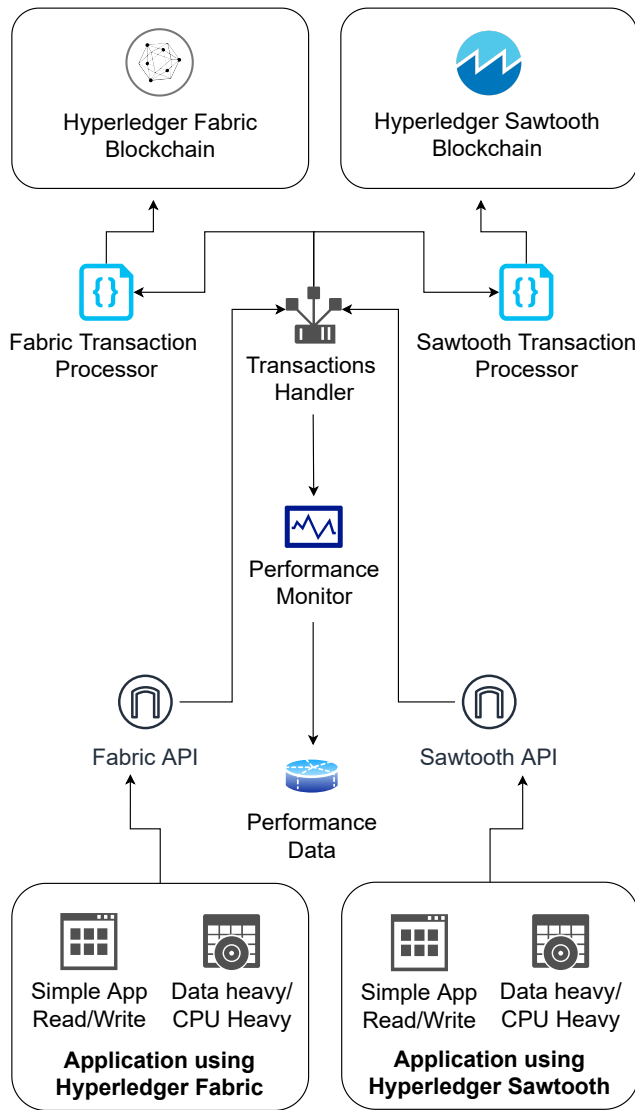 Hyperledger Fabric
Blockchain
Hyperledger Sawtooth
Blockchain
{}
{}
Fabric Transaction
Processor
Transactions
Handler
Sawtooth Transaction
Processor
Performance
Monitor
Fabric API
Sawtooth API
Performance
Data
Simple App
Read/Write
Data heavy/
CPU Heavy
Application using
Hyperledger Fabric
Simple App
Read/Write
Data heavy/
CPU Heavy
Application using
Hyperledger Sawtooth